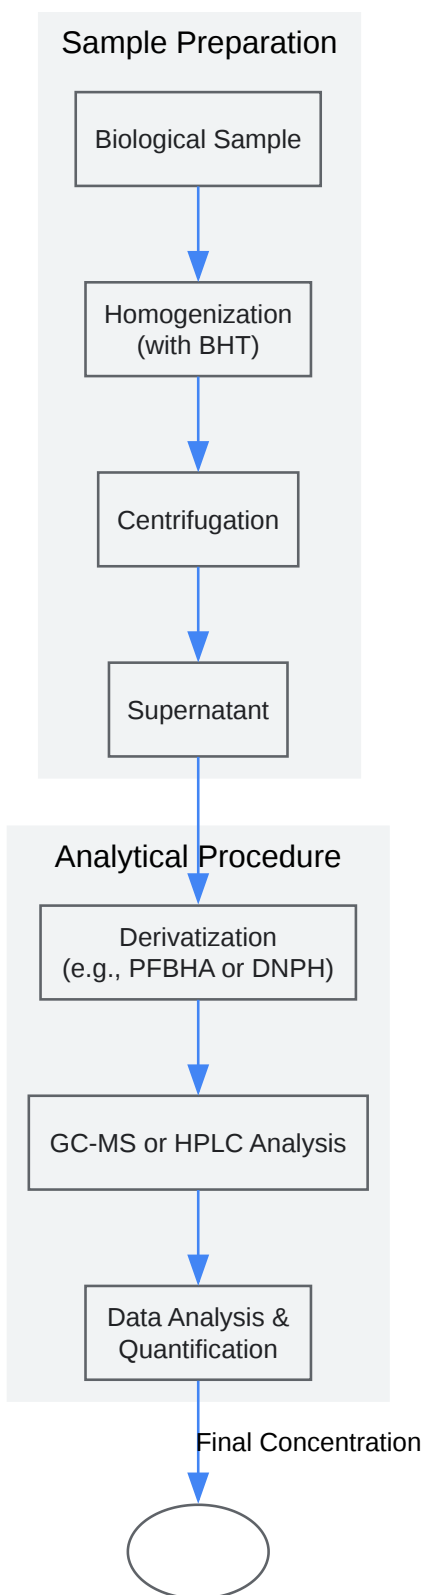 Sample Preparation
Biological Sample
Homogenization
(with BHT)
Centrifugation
Supernatant
Analytical Procedure
Derivatization
(e.g., PFBHA or DNPH)
GC-MS or HPLC Analysis
Data Analysis &
Quantification
Final Concentration